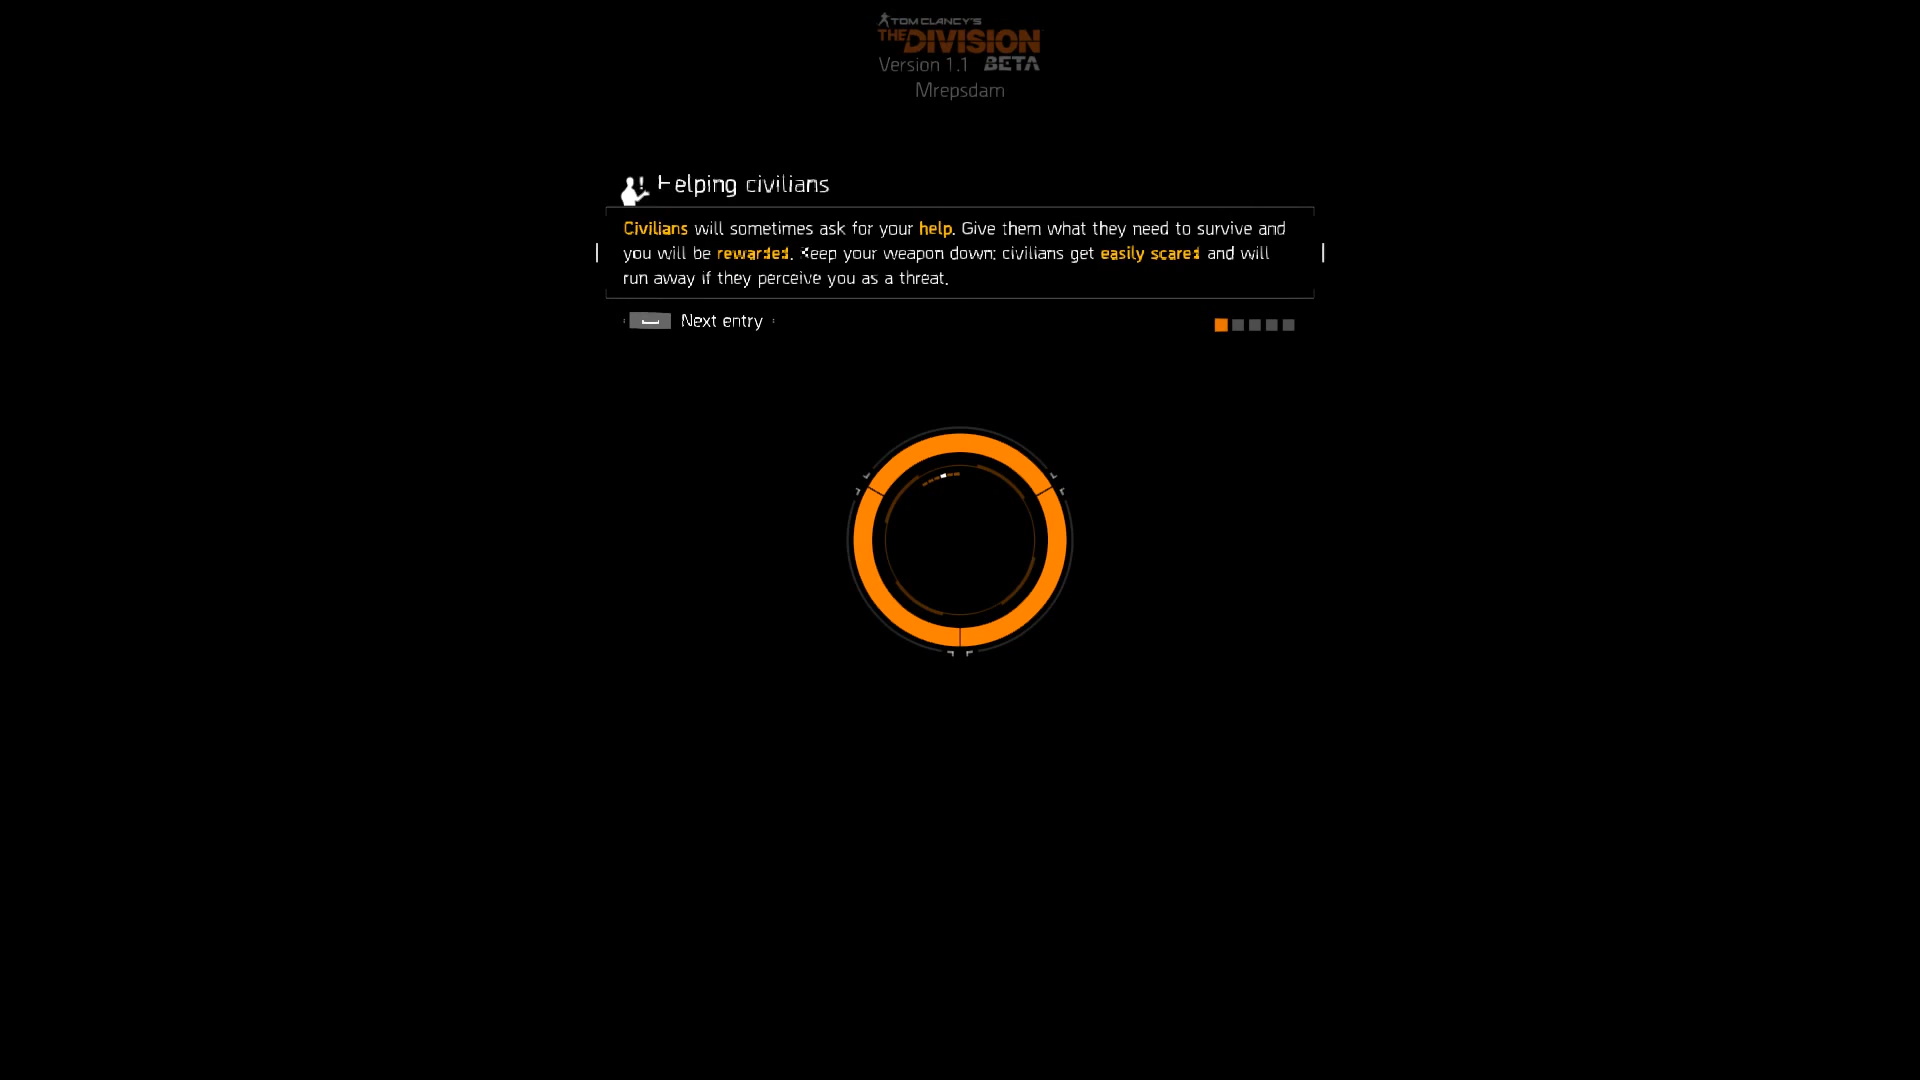 TOM CLANCY'S
THE DIVISION
Version 1.1 BETA
Mrepsdam
Helping civilians
Civilians will sometimes ask for your help. Give them what they need to survive and
you will be rewarded. Keep your weapon down: civilians get easily scared and will
run away if they perceive you as a threat.
Next entry